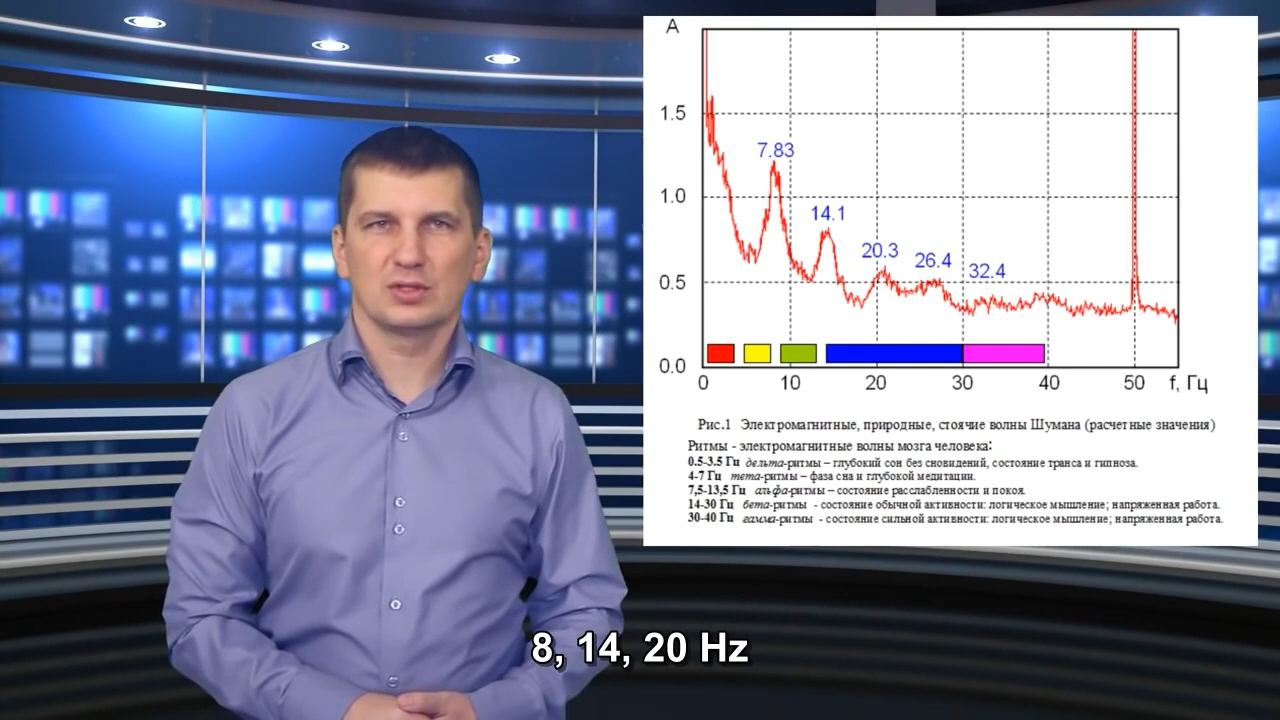 A
1.5
1.0
0.5
0.0
7.83
14.1
20.3
26.4
32.4
0 10 20 30 40 50 f, Гц
Рис.1 Электромагнитные, природные, стоячие волны Шумана (расчетные значения)
Ритмы - электромагнитные волны мозга человека:
0.5-3.5 Гц дельта-ритмы – глубокий сон без сновидений, состояние транса и гипноза.
4-7 Гц тета-ритмы – фаза сна и глубокой медитации.
7,5-13,5 Гц альфа-ритмы – состояние расслабленности и покоя.
14-30 Гц бета-ритмы - состояние обычной активности: логическое мышление; напряженная работа.
30-40 Гц гамма-ритмы - состояние сильной активности: логическое мышление; напряженная работа.
8, 14, 20 Hz